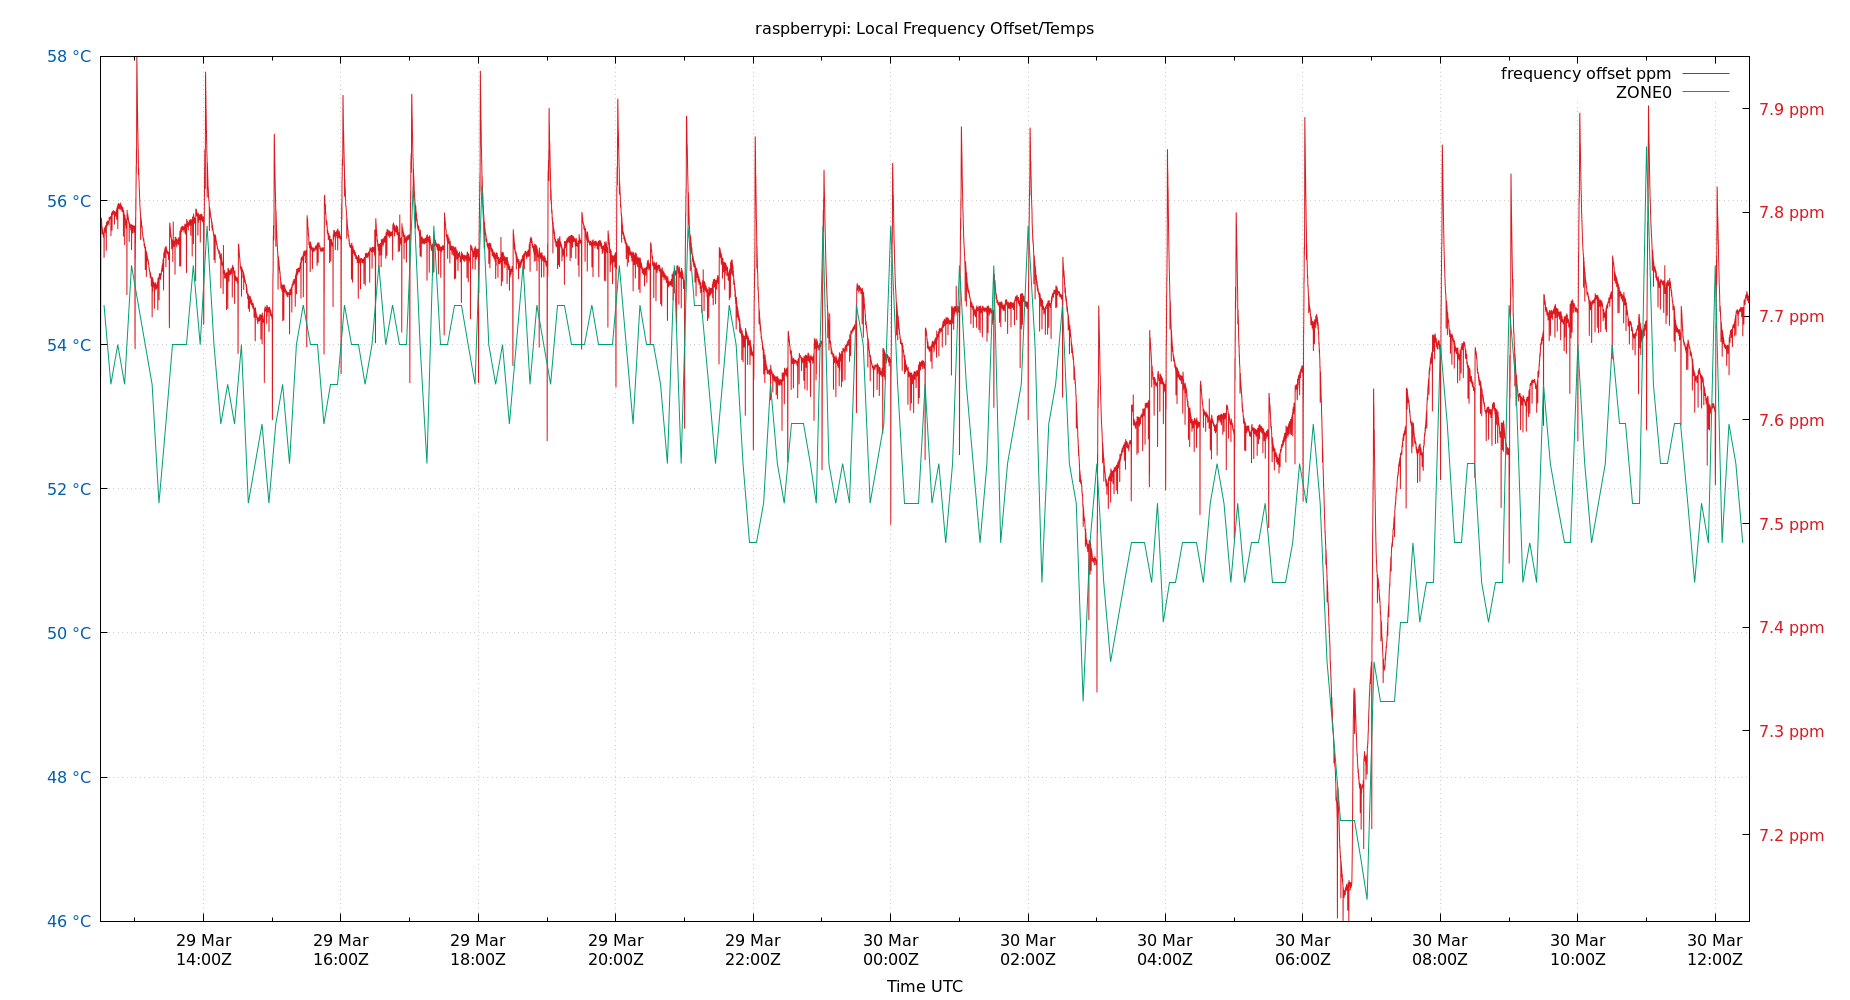 raspberrypi: Local Frequency Offset/Temps
frequency offset ppm
ZONE0
58 °C
56 °C
54 °C
52 °C
50 °C
48 °C
46 °C
7.9 ppm
7.8 ppm
7.7 ppm
7.6 ppm
7.5 ppm
7.4 ppm
7.3 ppm
7.2 ppm
29 Mar 29 Mar 29 Mar 29 Mar 29 Mar 30 Mar 30 Mar 30 Mar 30 Mar 30 Mar 30 Mar 30 Mar
14:00Z 16:00Z 18:00Z 20:00Z 22:00Z 00:00Z 02:00Z 04:00Z 06:00Z 08:00Z 10:00Z 12:00Z
Time UTC